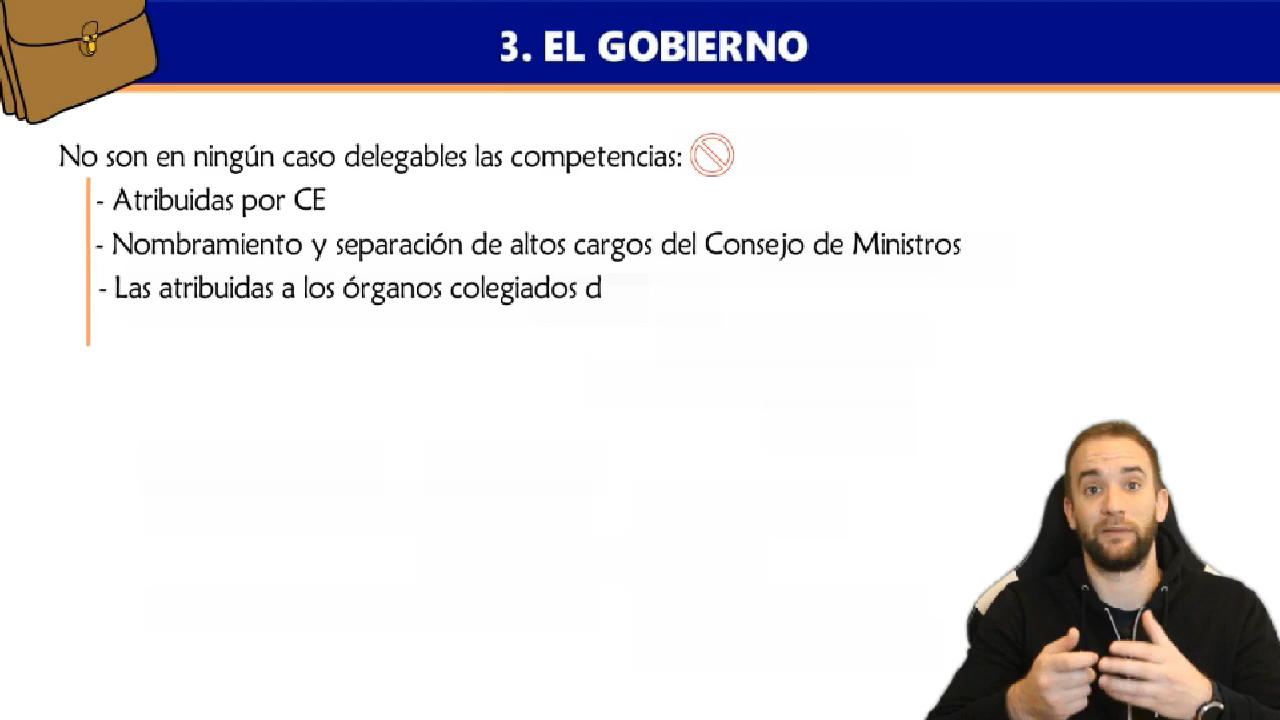 3. EL GOBIERNO
No son en ningún caso delegables las competencias:
- Atribuidas por CE
- Nombramiento y separación de altos cargos del Consejo de Ministros
- Las atribuidas a los órganos colegiados d